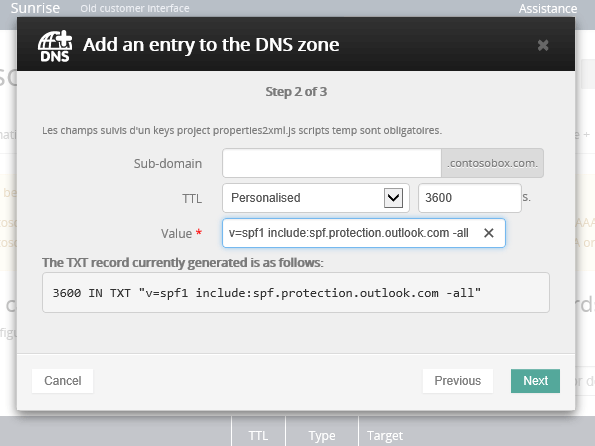 Sunrise Old customer interface Assistance
DNS Add an entry to the DNS zone
Step 2 of 3
Les champs suivis d'un keys project properties2xml.js scripts temp sont obligatoires.
Sub-domain .contosobox.com.
TTL Personalised 3600 s.
Value * v=spf1 include:spf.protection.outlook.com -all
The TXT record currently generated is as follows:
3600 IN TXT "v=spf1 include:spf.protection.outlook.com -all"
Cancel Previous Next
TTL Type Target